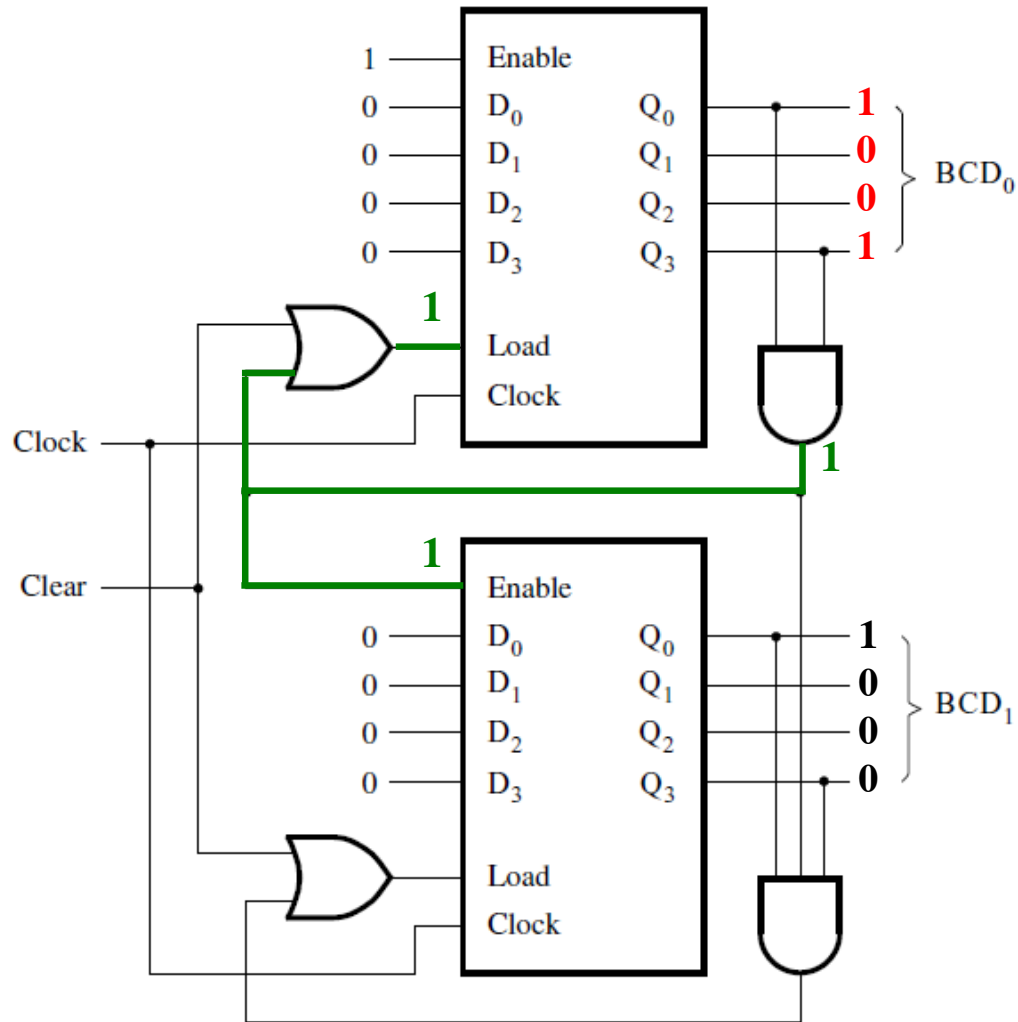 1 Enable
0 D0 Q0 1
0 D1 Q1 0
0 D2 Q2 0
0 D3 Q3 1
BCD0
1 Load
Clock
Clock
1
1
Clear
Enable
0 D0 Q0 1
0 D1 Q1 0
0 D2 Q2 0
0 D3 Q3 0
BCD1
Load
Clock